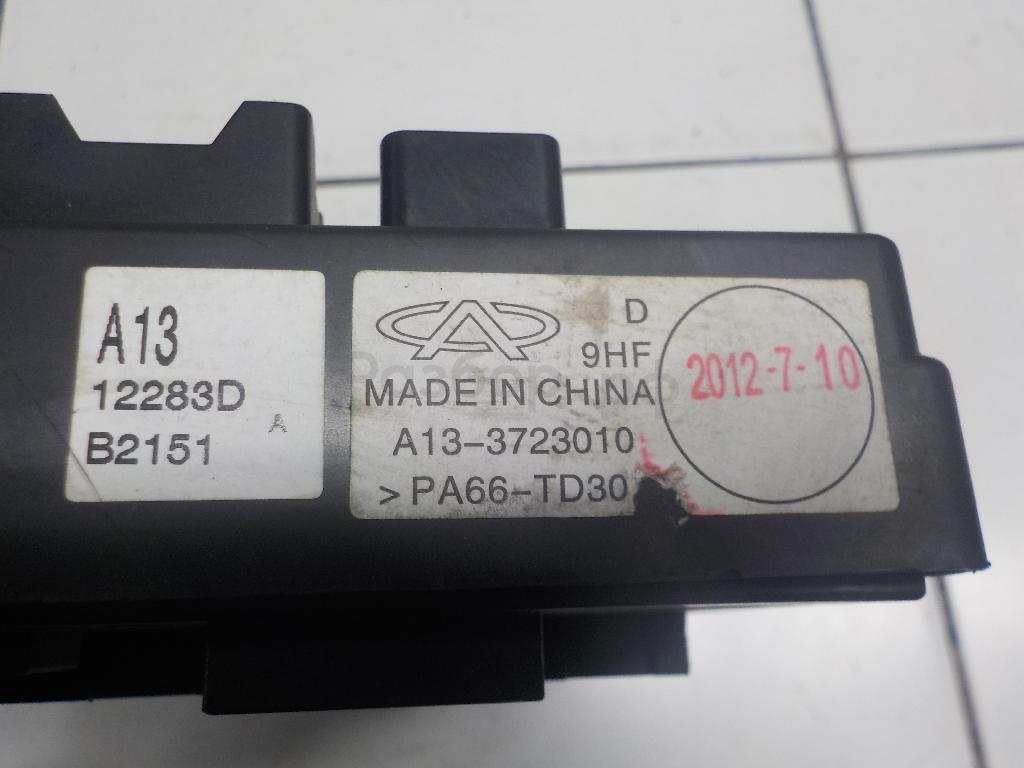 A13
12283D
A
B2151
D
9HF
MADE IN CHINA
A13-3723010
>PA66-TD30
2012-7-10